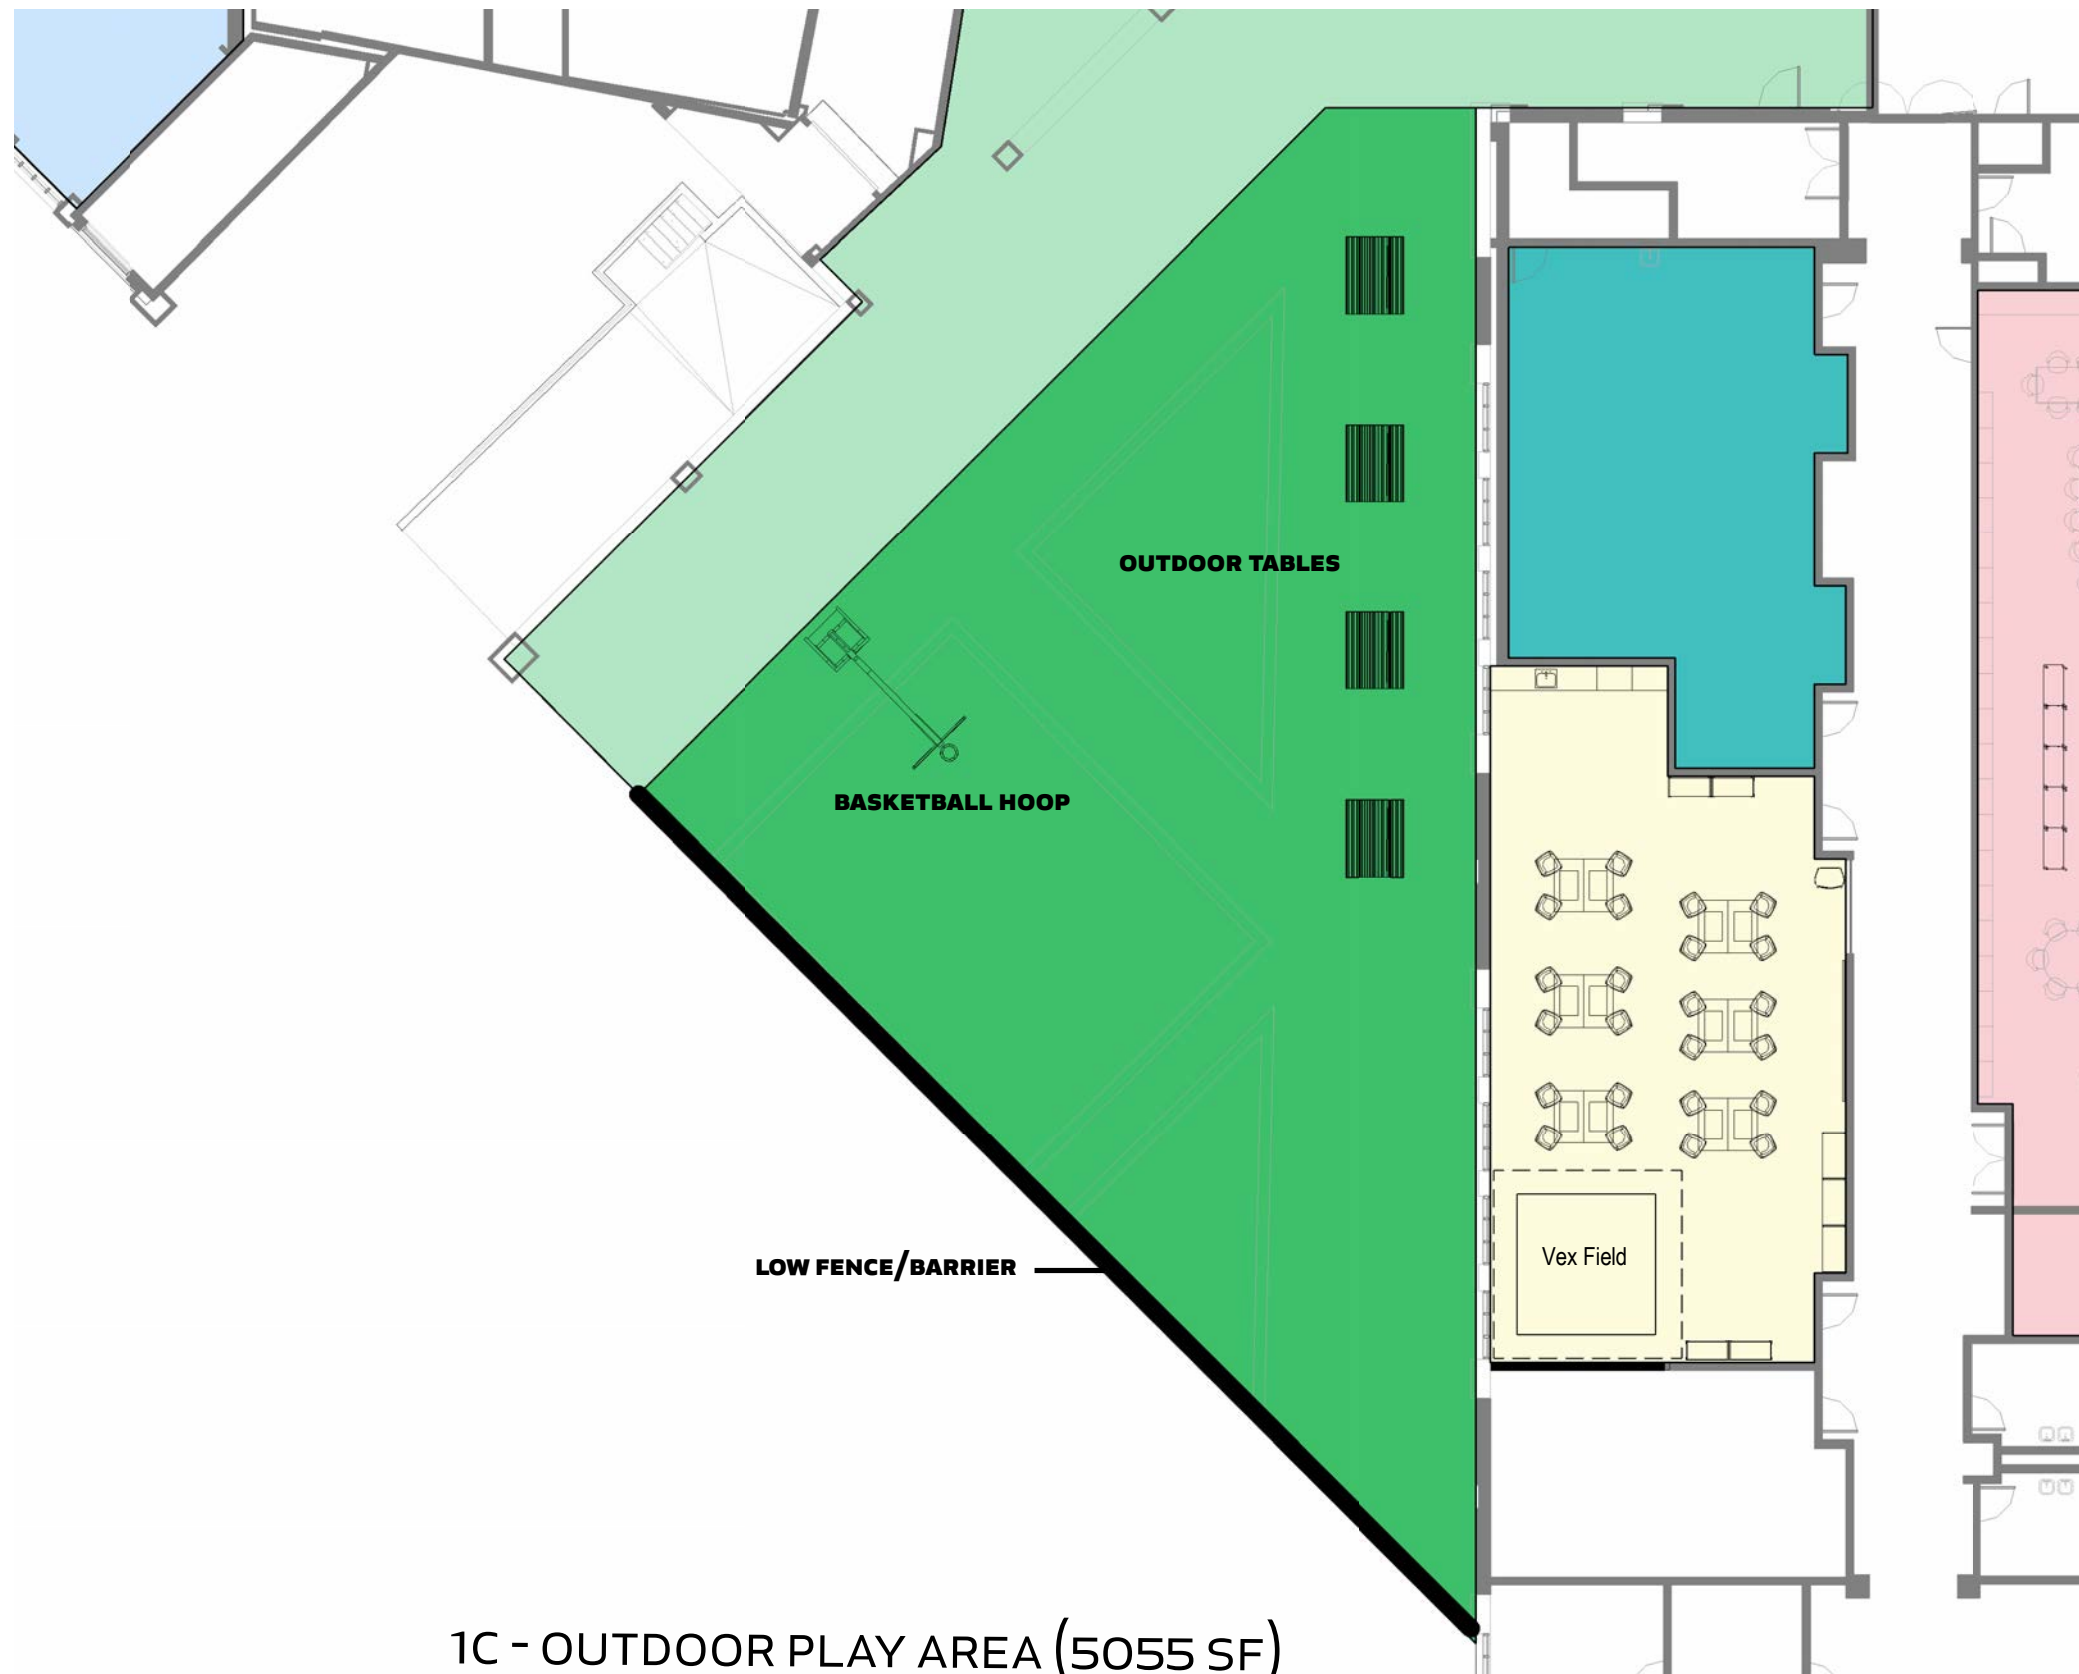 OUTDOOR TABLES
BASKETBALL HOOP
LOW FENCE/BARRIER
Vex Field
1C - OUTDOOR PLAY AREA (5055 SF)